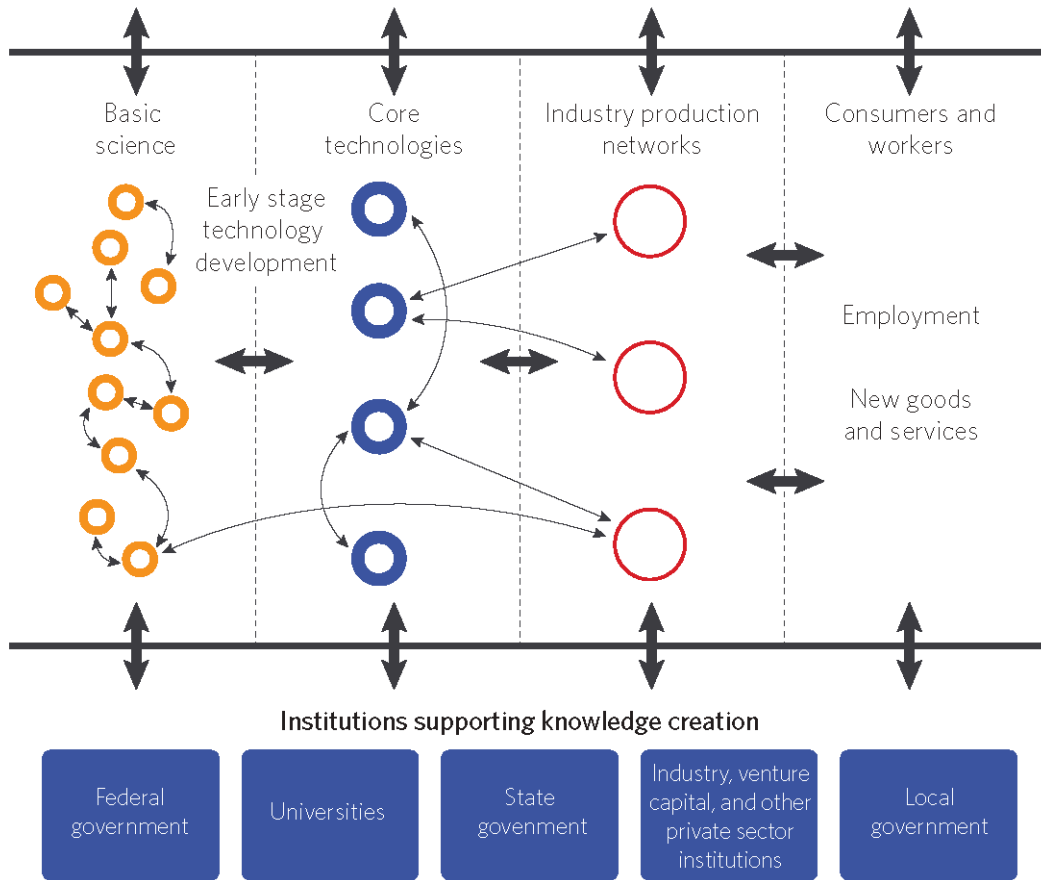 Basic
science
Core
technologies
Industry production
networks
Consumers and
workers
Early stage
technology
development
Employment
New goods
and services
Institutions supporting knowledge creation
Federal
government
Universities
State
govenment
Industry, venture
capital, and other
private sector
institutions
Local
government